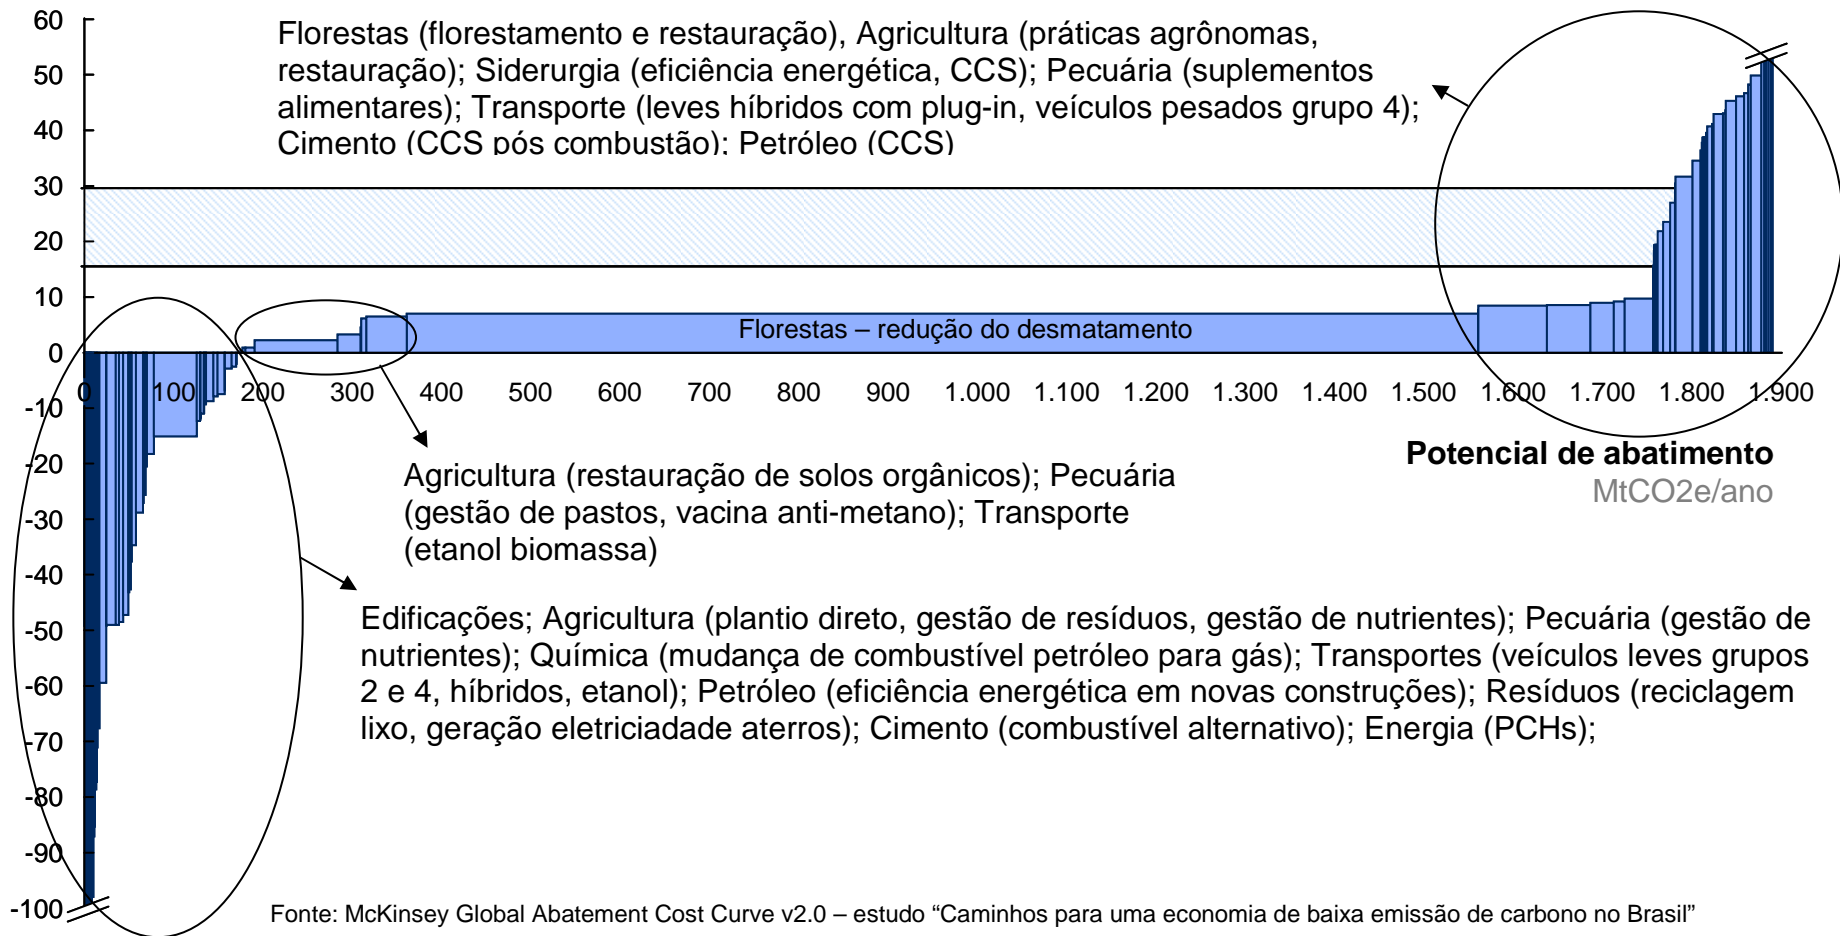 60
Florestas (florestamento e restauração), Agricultura (práticas agrônomas,
restauração); Siderurgia (eficiência energética, CCS); Pecuária (suplementos
alimentares); Transporte (leves híbridos com plug-in, veículos pesados grupo 4);
Cimento (CCS pós combustão); Petróleo (CCS)
50
40
30
20
10
Florestas – redução do desmatamento
0
0 100 200 300 400 500 600 700 800 900 1.000 1.100 1.200 1.300 1.400 1.500 1.600 1.700 1.800 1.900
-10
Potencial de abatimento
MtCO2e/ano
-20
Agricultura (restauração de solos orgânicos); Pecuária
(gestão de pastos, vacina anti-metano); Transporte
(etanol biomassa)
-30
-40
Edificações; Agricultura (plantio direto, gestão de resíduos, gestão de nutrientes); Pecuária (gestão de
nutrientes); Química (mudança de combustível petróleo para gás); Transportes (veículos leves grupos
2 e 4, híbridos, etanol); Petróleo (eficiência energética em novas construções); Resíduos (reciclagem
lixo, geração eletriciadade aterros); Cimento (combustível alternativo); Energia (PCHs);
-50
-60
-70
-80
-90
-100
Fonte: McKinsey Global Abatement Cost Curve v2.0 – estudo “Caminhos para uma economia de baixa emissão de carbono no Brasil”